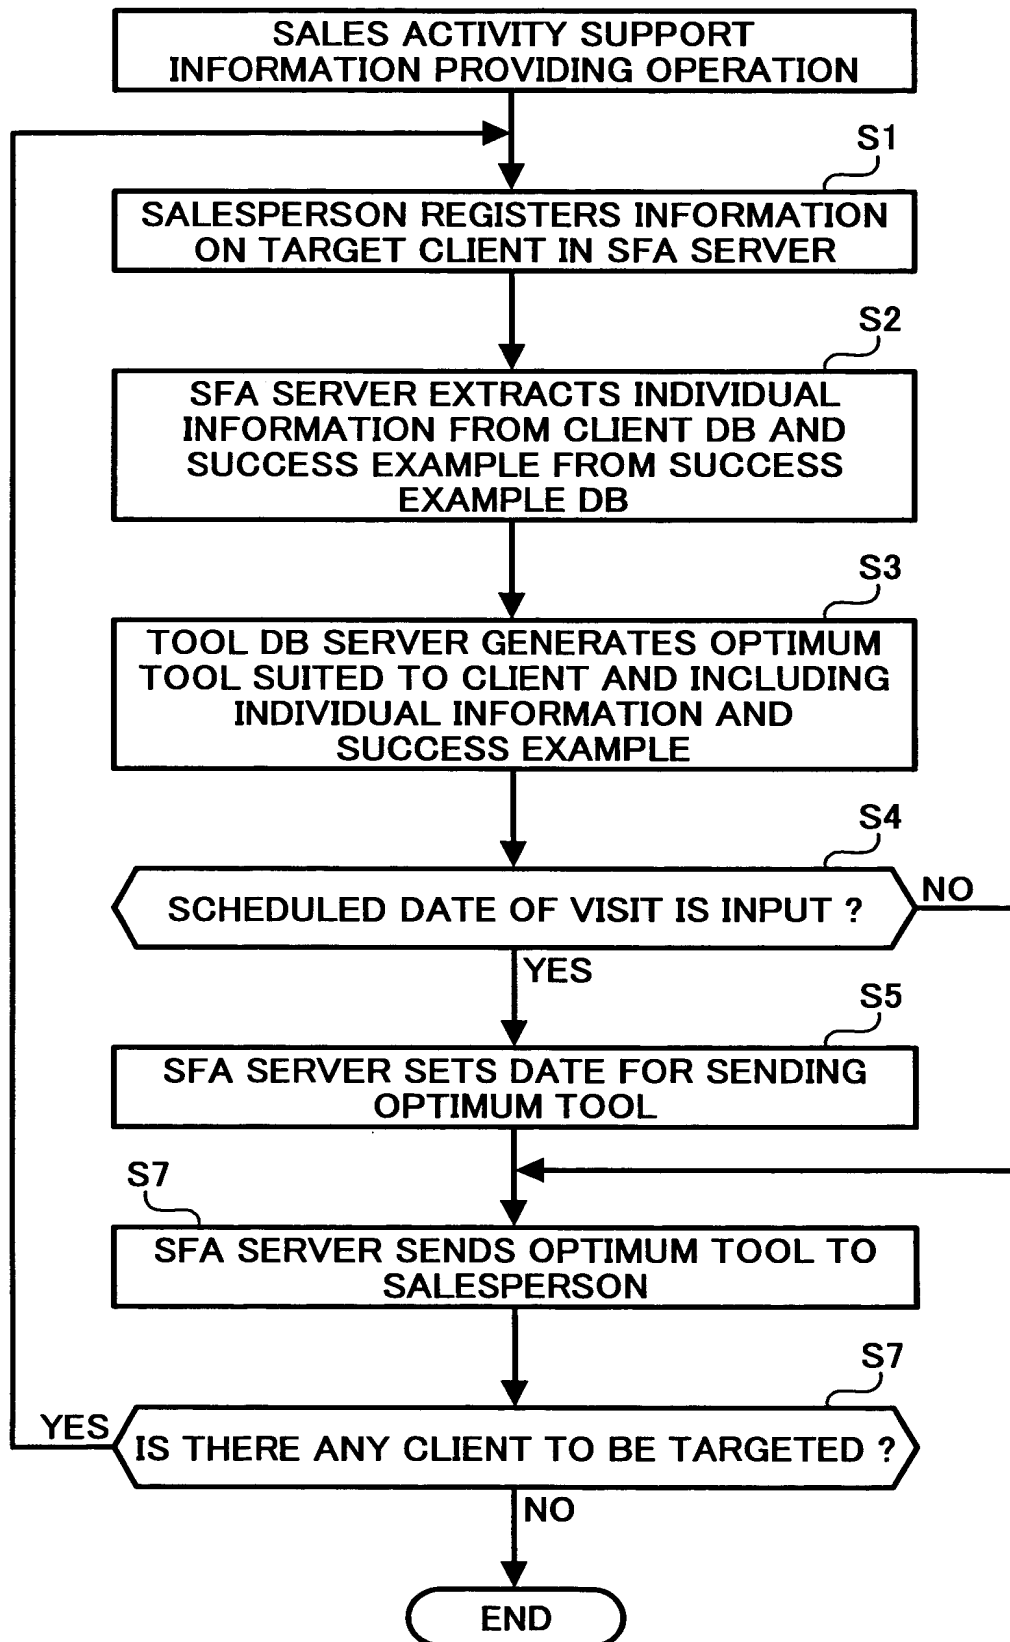 SALES ACTIVITY SUPPORT
INFORMATION PROVIDING OPERATION
S1
SALESPERSON REGISTERS INFORMATION
ON TARGET CLIENT IN SFA SERVER
S2
SFA SERVER EXTRACTS INDIVIDUAL
INFORMATION FROM CLIENT DB AND
SUCCESS EXAMPLE FROM SUCCESS
EXAMPLE DB
S3
TOOL DB SERVER GENERATES OPTIMUM
TOOL SUITED TO CLIENT AND INCLUDING
INDIVIDUAL INFORMATION AND
SUCCESS EXAMPLE
S4
SCHEDULED DATE OF VISIT IS INPUT ?
NO
YES
S5
SFA SERVER SETS DATE FOR SENDING
OPTIMUM TOOL
S7
SFA SERVER SENDS OPTIMUM TOOL TO
SALESPERSON
S7
YES
IS THERE ANY CLIENT TO BE TARGETED ?
NO
END